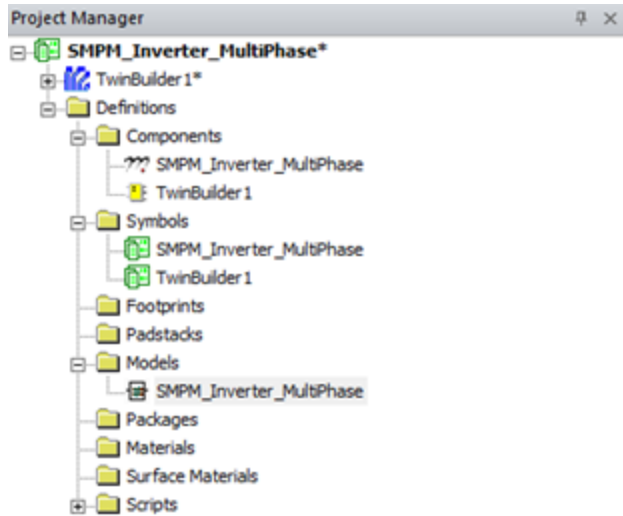 Project Manager
SMPM_Inverter_MultiPhase*
TwinBuilder1*
Definitions
Components
SMPM_Inverter_MultiPhase
TwinBuilder1
Symbols
SMPM_Inverter_MultiPhase
TwinBuilder1
Footprints
Padstacks
Models
SMPM_Inverter_MultiPhase
Packages
Materials
Surface Materials
Scripts